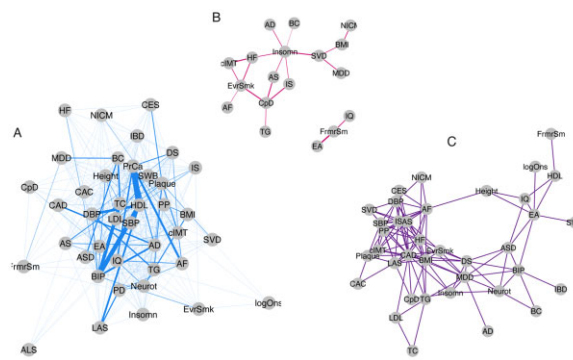 B
AD
BC
NICM
Insomn
BMI
HF
SVD
cIMT
MDD
AS
IS
EvrSmk
CpD
AF
TG
IQ
FrmrSm
EA
A
HF
NICM
CES
IBD
DS
MDD
BC
PrCa
IS
SWB
Height
Plaque
CpD
CAC
CAD
TC
HDL
PP
DBP
LDL
SBP
BMI
cIMT
AS
EA
AD
SVD
ASD
IQ
AF
BIP
TG
FrmrSm
PD
Neurot
LAS
Insomn
EvrSmk
logOns
ALS
C
FrmrSm
logOns
HDL
NICM
CES
Height
IQ
DBP
AF
SVD
EA
SBP
ISAS
PP
HF
cIMT
EvrSmk
ASD
Plaque
CAD
BMI
DS
LAS
MDD
BIP
CAC
Insomn
Neurot
IBD
CpD
TG
LDL
BC
AD
TC